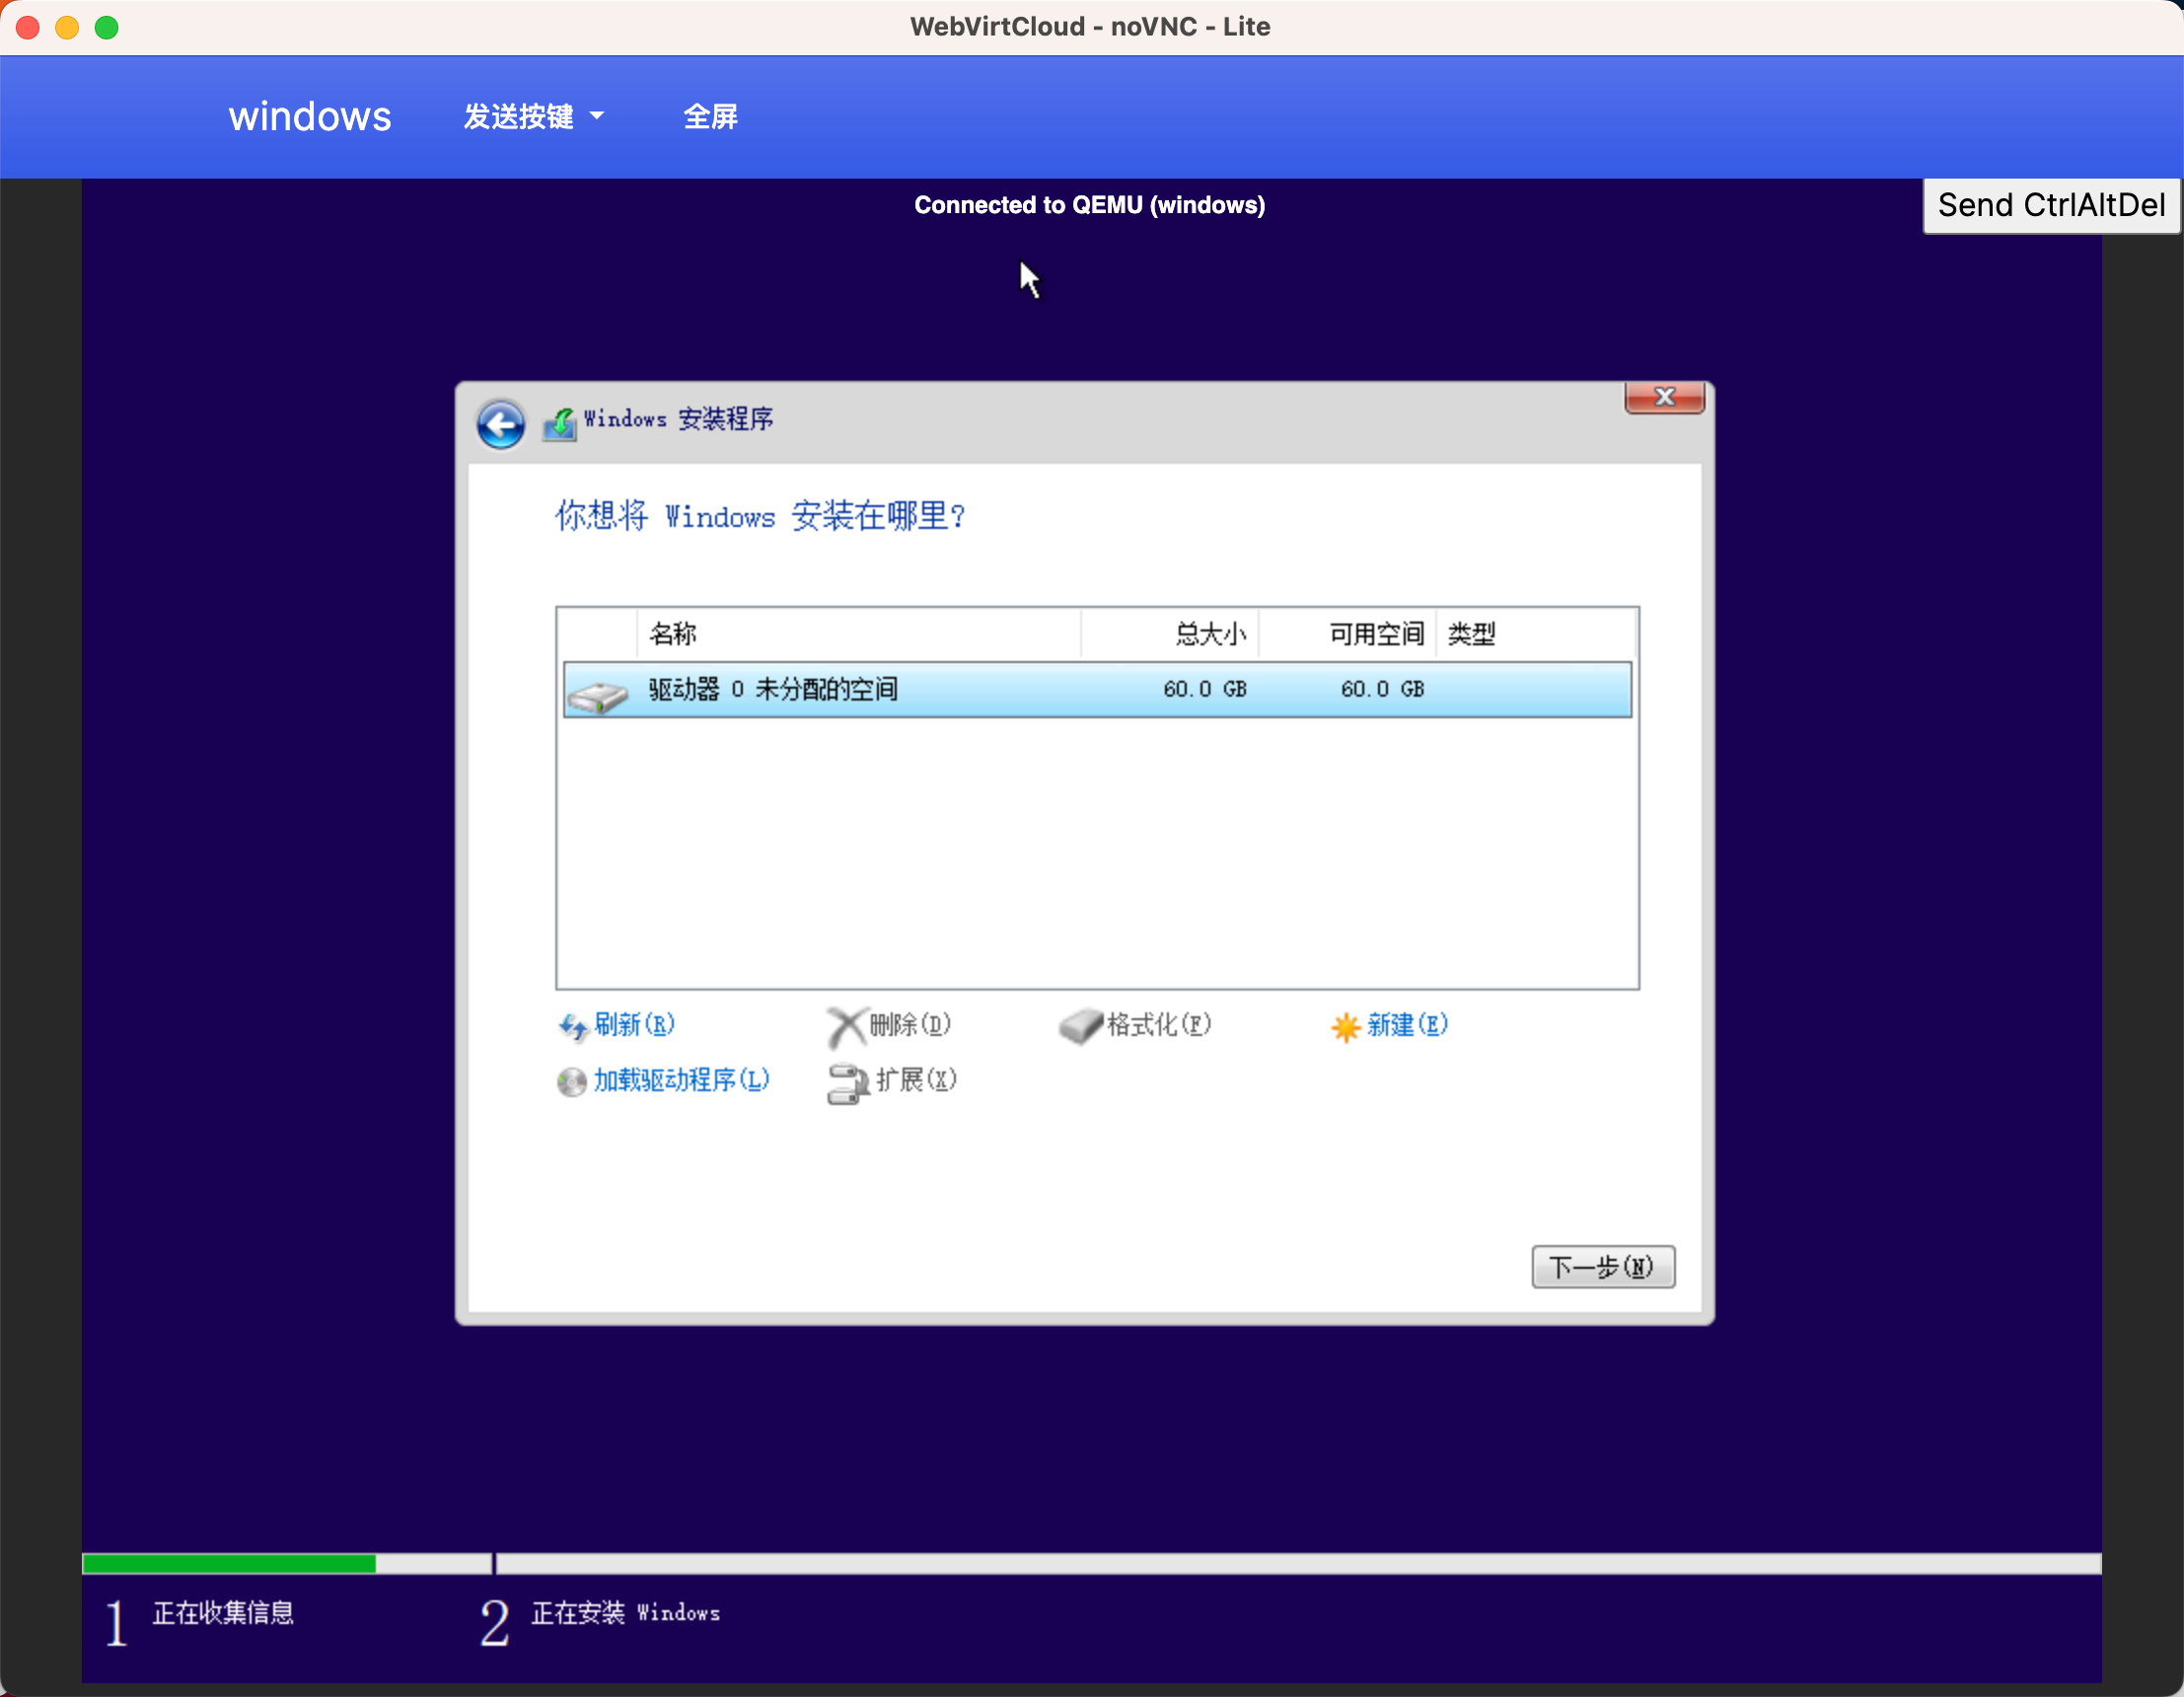 WebVirtCloud - noVNC - Lite
windows 发送按键 全屏
Connected to QEMU (windows)
Send CtrlAltDel
Windows 安装程序
你想将 Windows 安装在哪里?
名称 总大小 可用空间 类型
驱动器 0 未分配的空间 60.0 GB 60.0 GB
刷新(R) 删除(D) 格式化(F) 新建(E)
加载驱动程序(L) 扩展(X)
下一步(N)
1 正在收集信息 2 正在安装 Windows